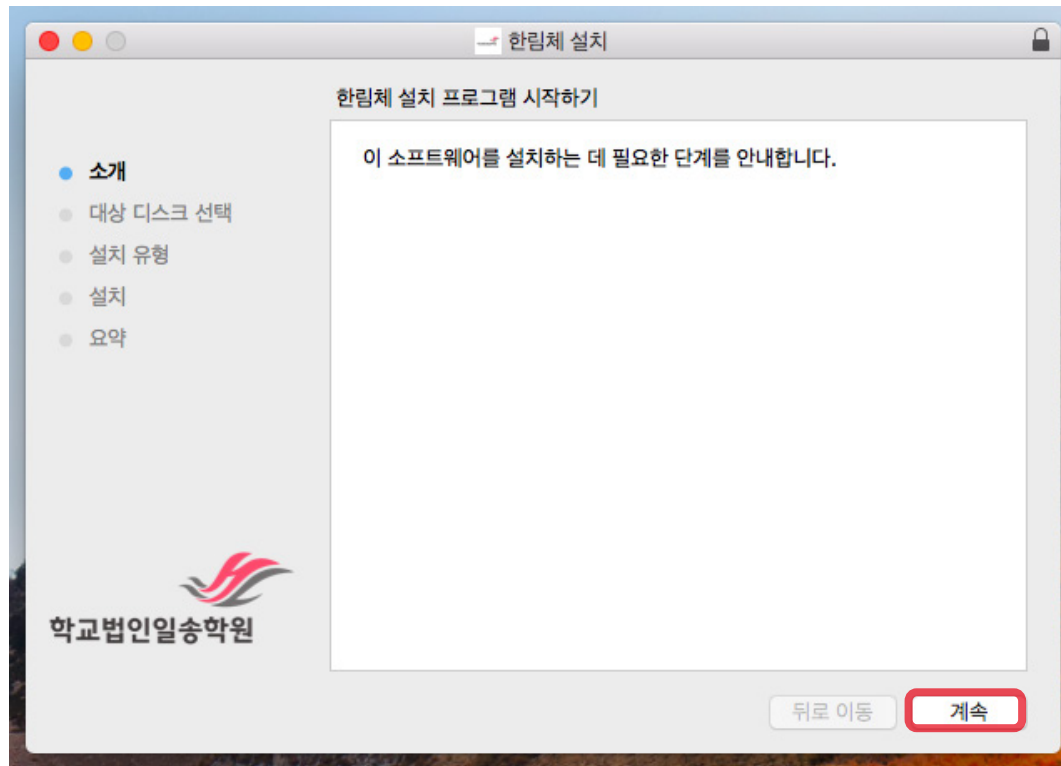 한림체 설치
한림체 설치 프로그램 시작하기
이 소프트웨어를 설치하는 데 필요한 단계를 안내합니다.
소개
대상 디스크 선택
설치 유형
설치
요약
학교법인일송학원
뒤로 이동
계속